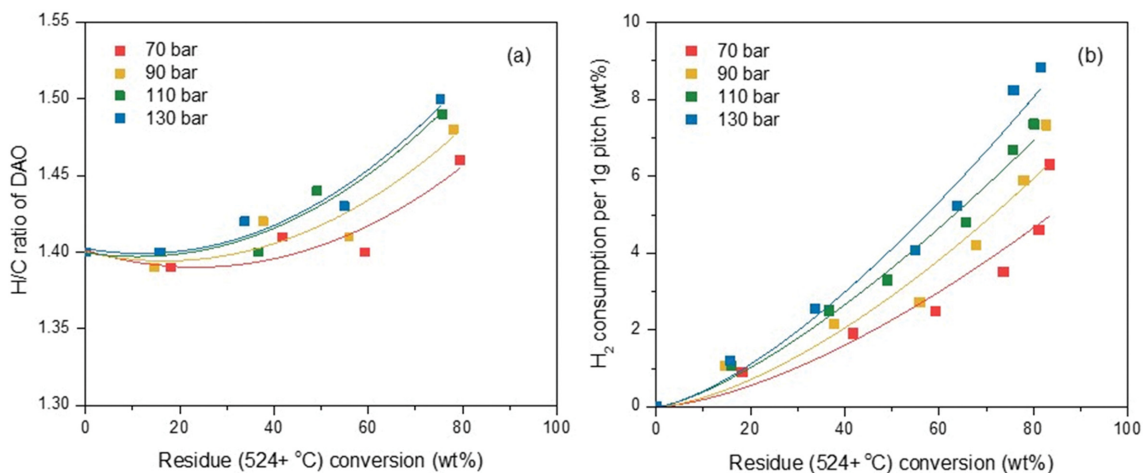 (a)
70 bar
90 bar
110 bar
130 bar
1.55
1.50
1.45
1.40
1.35
1.30
H/C ratio of DAO
0 20 40 60 80 100
Residue (524+ °C) conversion (wt%)
(b)
70 bar
90 bar
110 bar
130 bar
10
8
6
4
2
0
H₂ consumption per 1g pitch (wt%)
0 20 40 60 80 100
Residue (524+ °C) conversion (wt%)